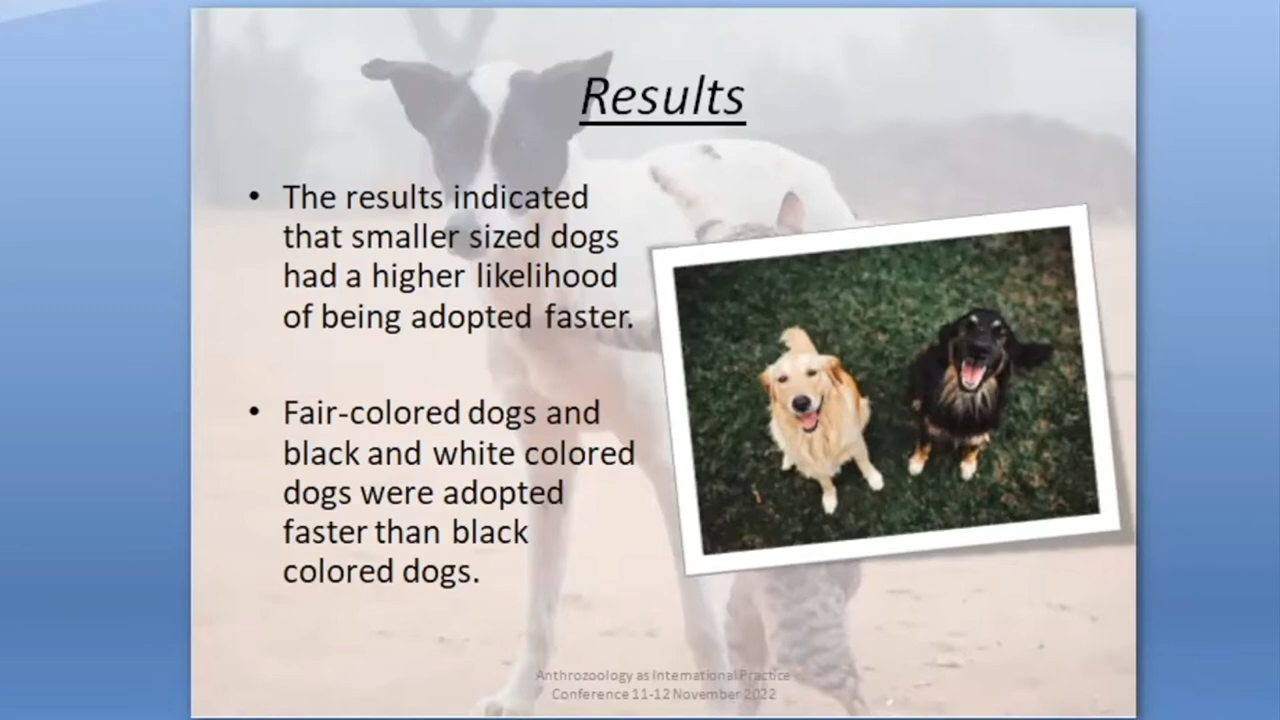 Results
• The results indicated
that smaller sized dogs
had a higher likelihood
of being adopted faster.
• Fair-colored dogs and
black and white colored
dogs were adopted
faster than black
colored dogs.
Anthrozoology as International Practice
Conference 11-12 November 2022